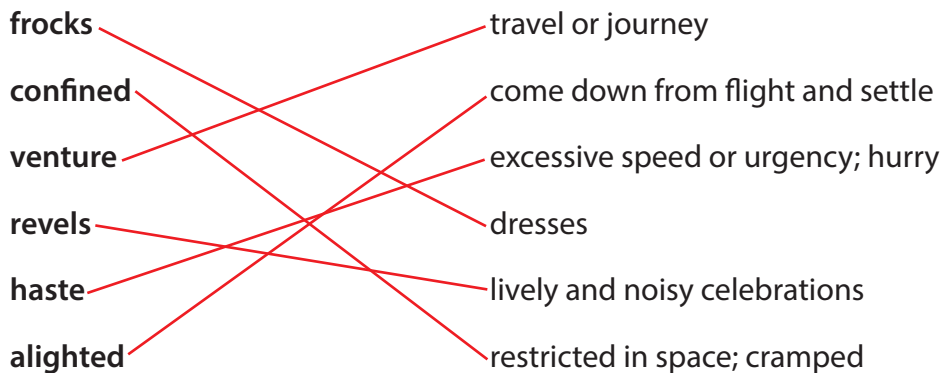 frocks travel or journey
confined come down from flight and settle
venture excessive speed or urgency; hurry
revels dresses
haste lively and noisy celebrations
alighted restricted in space; cramped